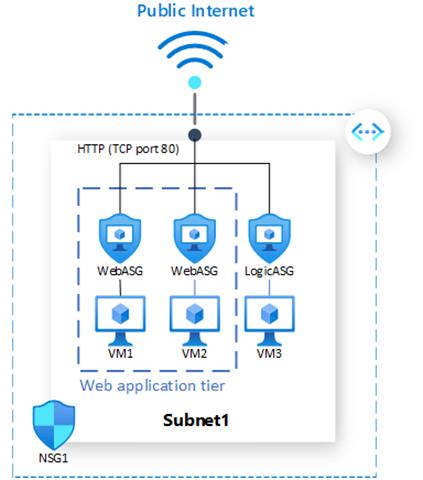 Public Internet
HTTP (TCP port 80)
WebASG WebASG LogicASG
VM1 VM2 VM3
Web application tier
Subnet1
NSG1